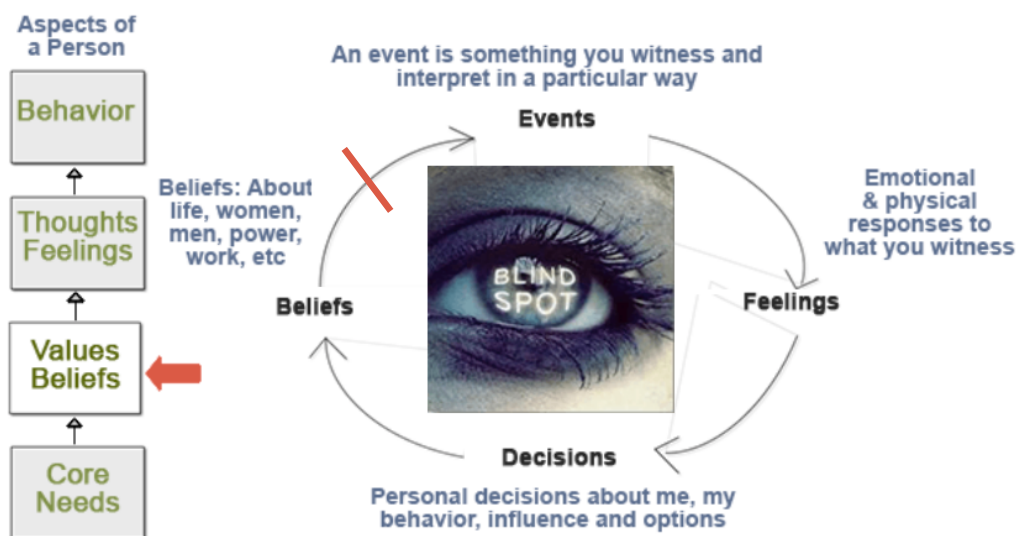 Aspects of
a Person
Behavior
Thoughts
Feelings
Values
Beliefs
Core
Needs
An event is something you witness and
interpret in a particular way
Events
Beliefs: About
life, women,
men, power,
work, etc
Emotional
& physical
responses to
what you witness
BLIND
SPOT
Beliefs
Feelings
Decisions
Personal decisions about me, my
behavior, influence and options